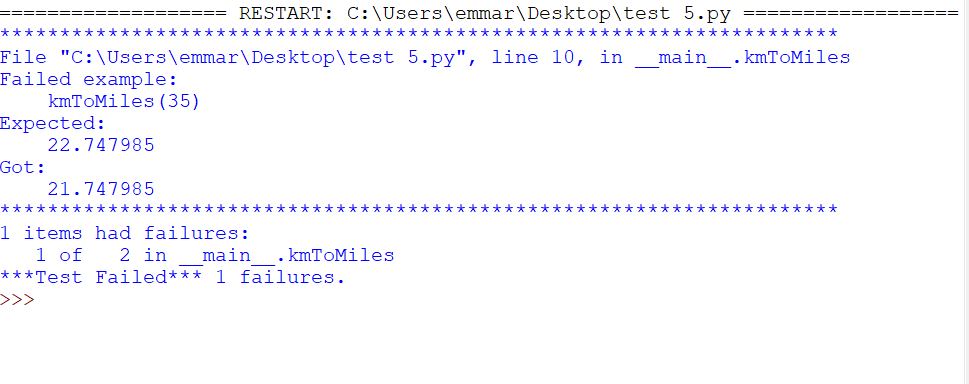 =================== RESTART: C:\Users\emmar\Desktop\test 5.py ==================
**********************************************************************
File "C:\Users\emmar\Desktop\test 5.py", line 10, in __main__.kmToMiles
Failed example:
    kmToMiles(35)
Expected:
    22.747985
Got:
    21.747985
**********************************************************************
1 items had failures:
   1 of   2 in __main__.kmToMiles
***Test Failed*** 1 failures.
>>>